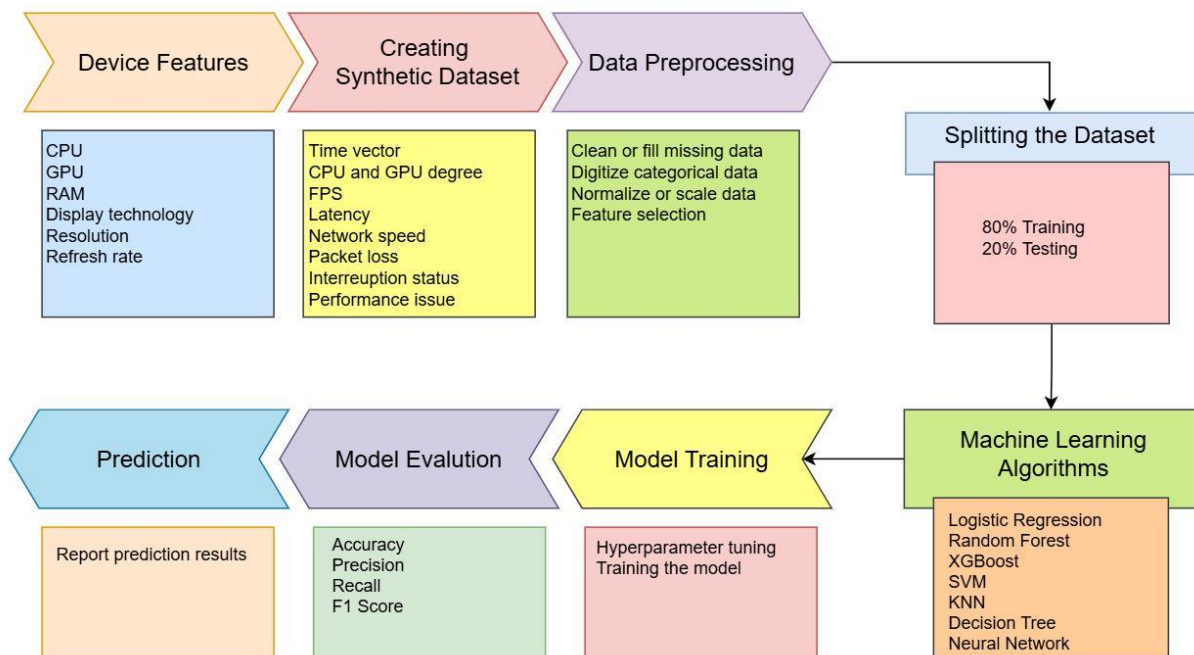 Device Features
Creating
Synthetic Dataset
Data Preprocessing
CPU
GPU
RAM
Display technology
Resolution
Refresh rate
Time vector
CPU and GPU degree
FPS
Latency
Network speed
Packet loss
Interreuption status
Performance issue
Clean or fill missing data
Digitize categorical data
Normalize or scale data
Feature selection
Splitting the Dataset
80% Training
20% Testing
Machine Learning
Algorithms
Logistic Regression
Random Forest
XGBoost
SVM
KNN
Decision Tree
Neural Network
Model Training
Hyperparameter tuning
Training the model
Model Evalution
Accuracy
Precision
Recall
F1 Score
Prediction
Report prediction results